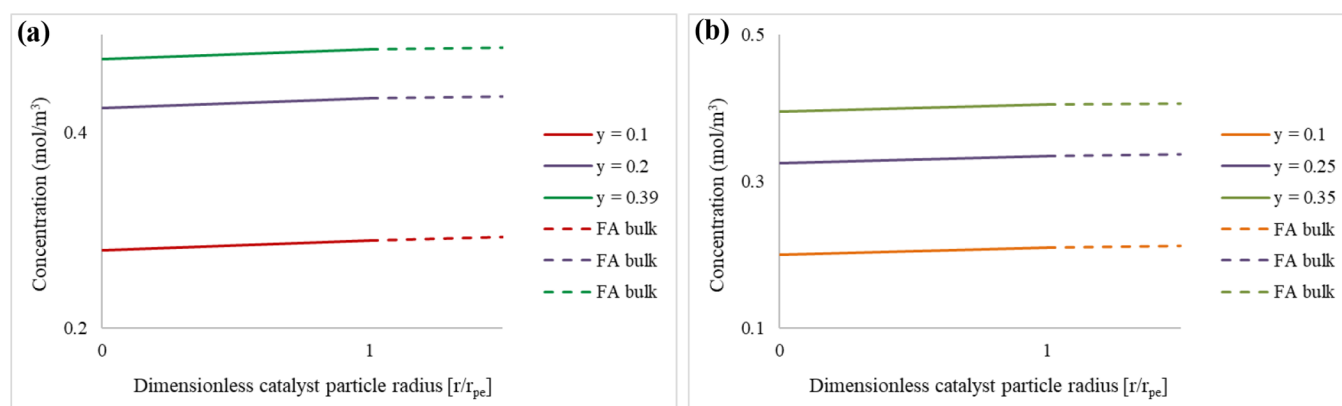 (a)
Concentration (mol/m³)
0.4
0.2
0
1
Dimensionless catalyst particle radius [r/rpe]
y = 0.1
y = 0.2
y = 0.39
FA bulk
FA bulk
FA bulk
(b)
Concentration (mol/m³)
0.5
0.3
0.1
0
1
Dimensionless catalyst particle radius [r/rpe]
y = 0.1
y = 0.25
y = 0.35
FA bulk
FA bulk
FA bulk